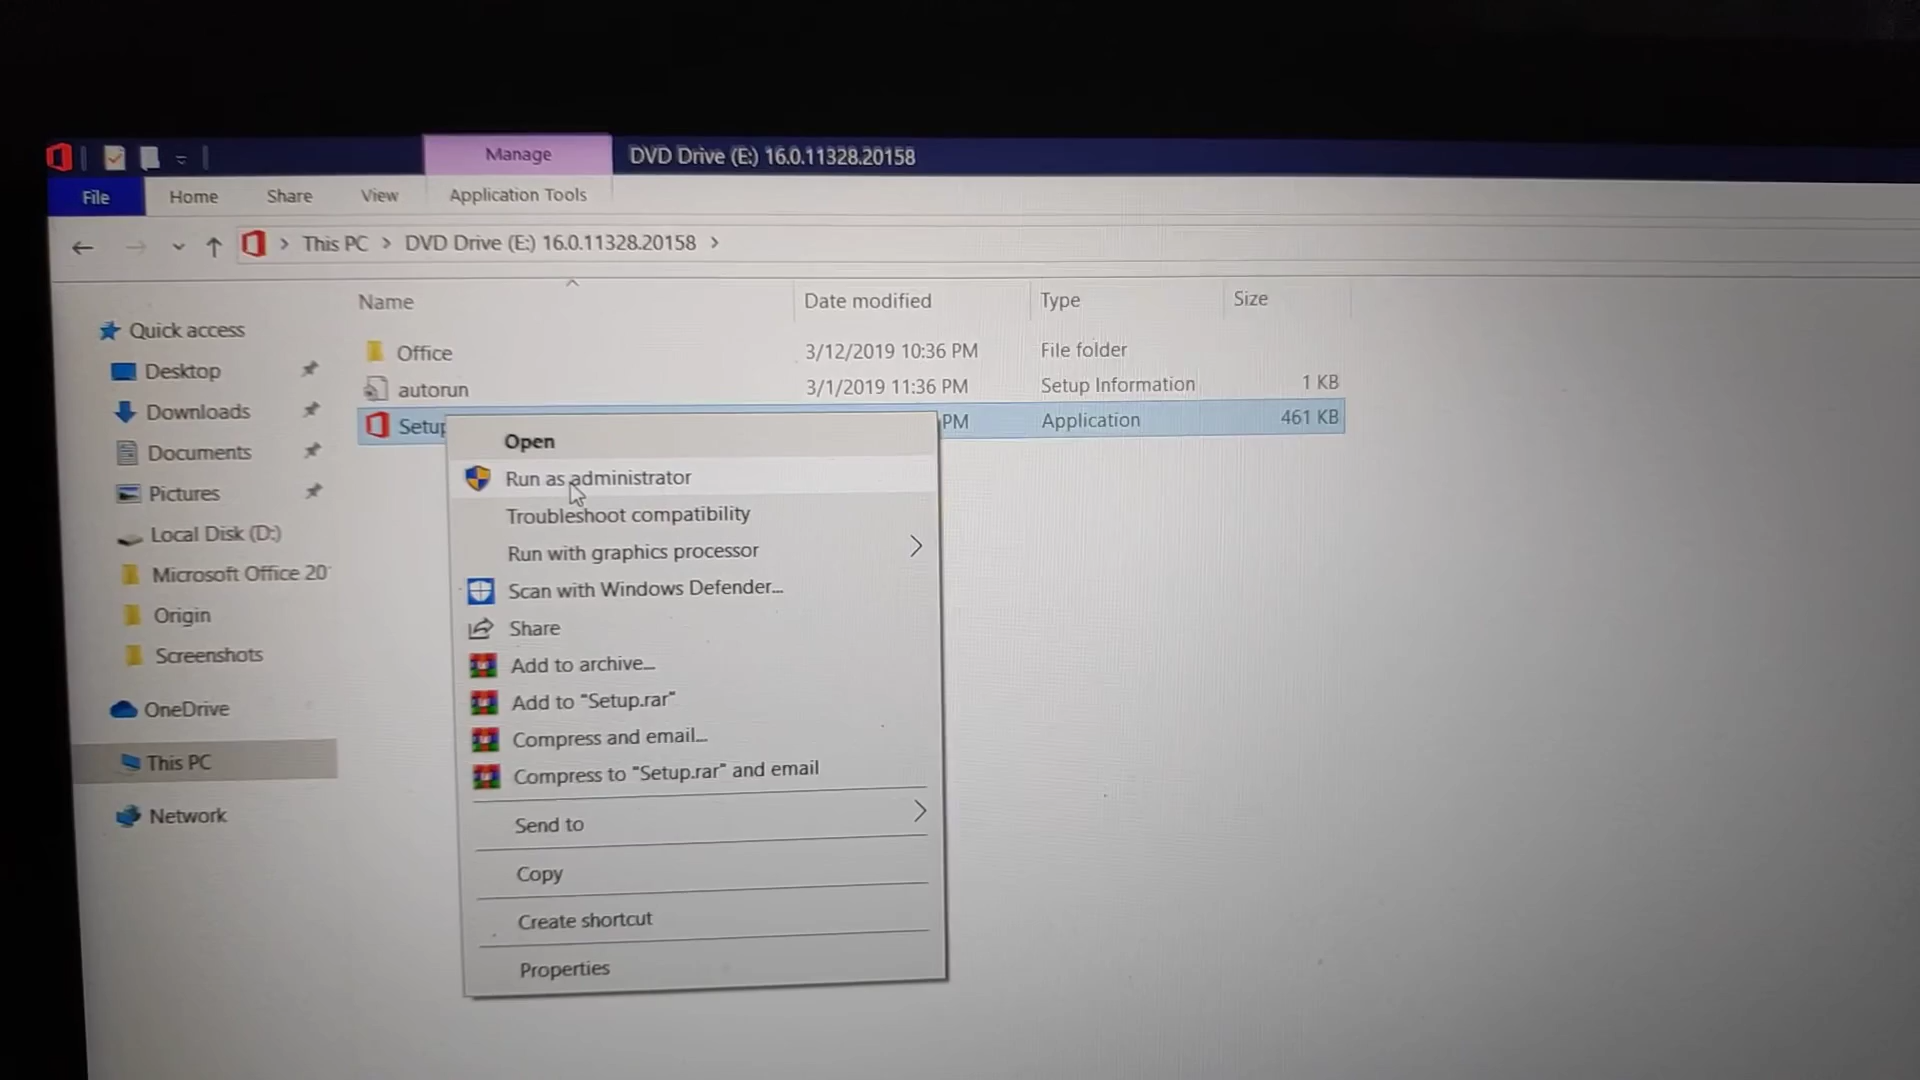 Manage
DVD Drive (E:) 16.0.11328.20158
File
Home
Share
View
Application Tools
This PC
DVD Drive (E:) 16.0.11328.20158
Name
Date modified
Type
Size
Quick access
Desktop
Downloads
Documents
Pictures
Local Disk (D:)
Microsoft Office 20
Origin
Screenshots
OneDrive
This PC
Network
Office
3/12/2019 10:36 PM
File folder
autorun
3/1/2019 11:36 PM
Setup Information
1 KB
Setup
PM
Application
461 KB
Open
Run as administrator
Troubleshoot compatibility
Run with graphics processor
Scan with Windows Defender...
Share
Add to archive...
Add to "Setup.rar"
Compress and email...
Compress to "Setup.rar" and email
Send to
Copy
Create shortcut
Properties